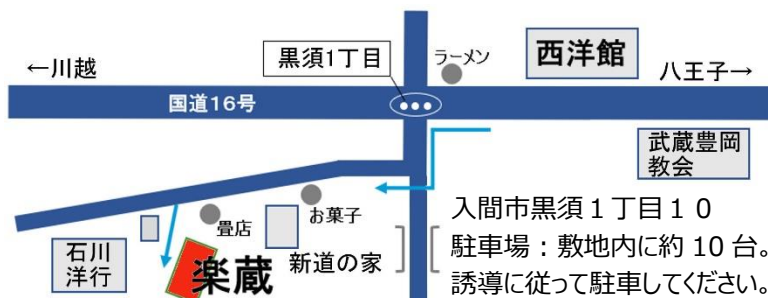 ←川越
黒須1丁目
ラーメン
西洋館
八王子→
国道16号
武蔵豊岡
教会
お菓子
畳店
石川
洋行
楽蔵
新道の家
入間市黒須１丁目１０
駐車場：敷地内に約 10 台。
誘導に従って駐車してください。